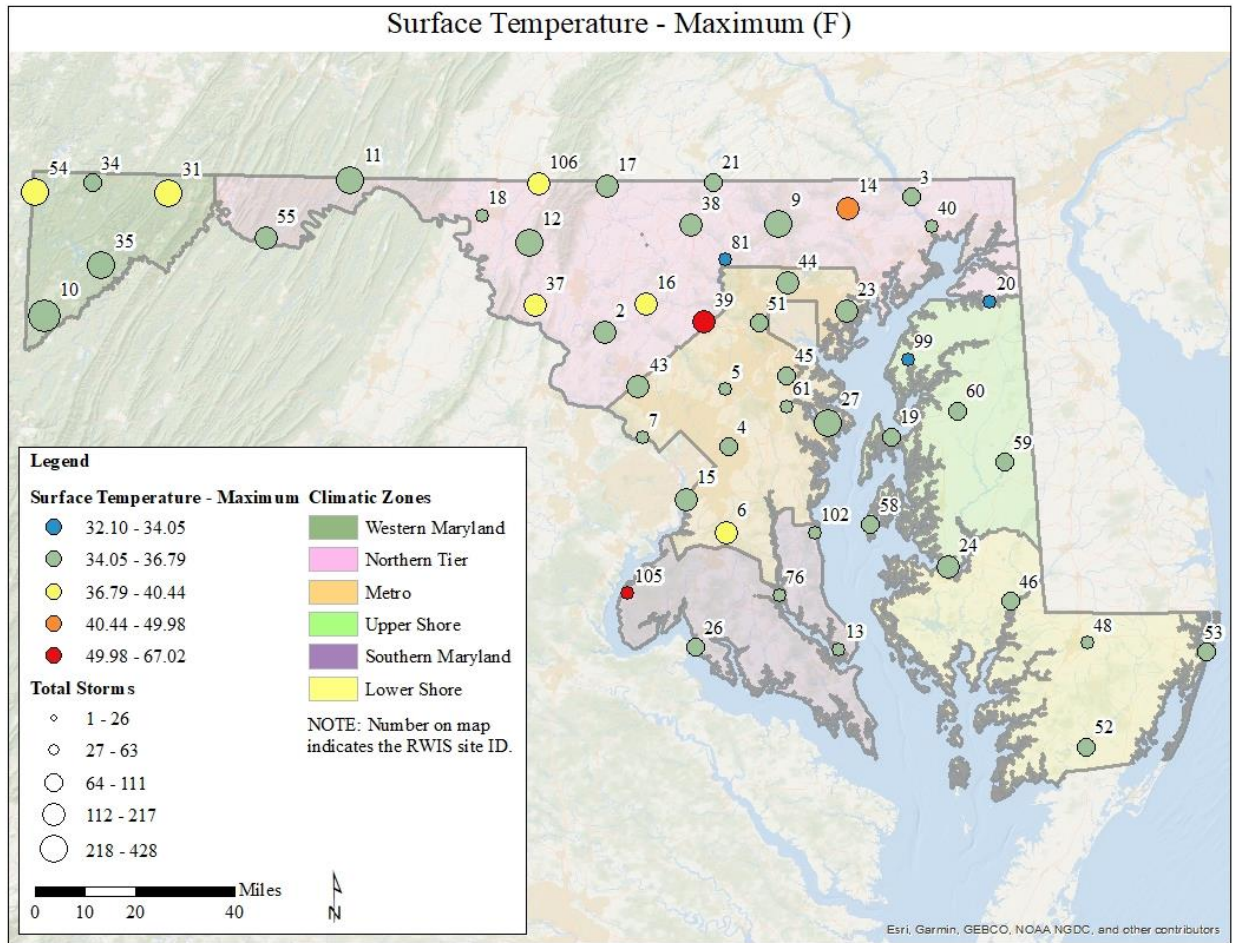 Surface Temperature - Maximum (F)
54
34
31
11
106
17
21
3
18
12
38
9
14
40
55
35
81
44
20
10
37
16
39
51
23
2
99
43
5
45
61
27
60
7
4
19
59
15
6
102
58
24
105
76
46
26
13
48
53
52
Legend
Surface Temperature - Maximum
32.10 - 34.05
34.05 - 36.79
36.79 - 40.44
40.44 - 49.98
49.98 - 67.02
Total Storms
1 - 26
27 - 63
64 - 111
112 - 217
218 - 428
Climatic Zones
Western Maryland
Northern Tier
Metro
Upper Shore
Southern Maryland
Lower Shore
NOTE: Number on map
indicates the RWIS site ID.
Miles
0 10 20 40
N
Esri, Garmin, GEBCO, NOAA NGDC, and other contributors